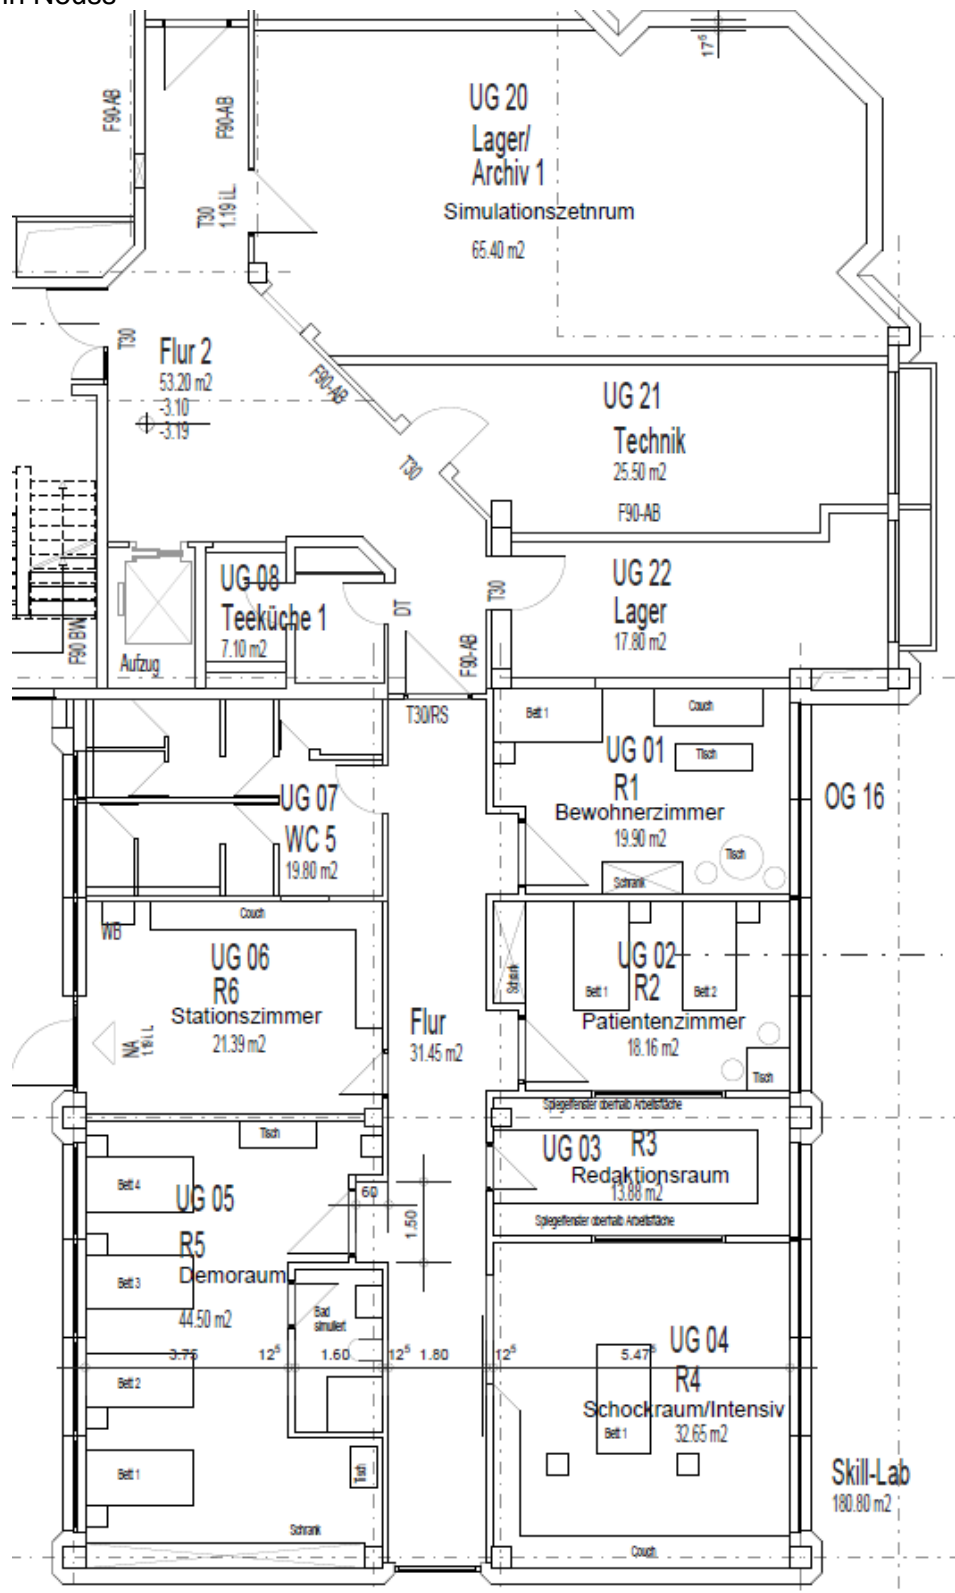 in Neuss
17⁵
F90-AB
F90-AB
UG 20
Lager/
Archiv 1
Simulationszetnrum
65.40 m2
T30
1.19 i.L.
T30
Flur 2
53.20 m2
-3.10
-3.19
F90-AB
UG 21
Technik
25.50 m2
T30
F90-AB
UG 08
Teeküche 1
7.10 m2
UG 22
Lager
17.80 m2
T30
DT
F90 BW
Aufzug
F90-AB
T30/RS
Bett 1
Couch
UG 01
Tisch
R1
Bewohnerzimmer
19.90 m2
Tisch
Schrank
OG 16
UG 07
WC 5
19.80 m2
WB
Couch
UG 06
R6
Stationszimmer
21.39 m2
NA
1.19 i.L.
Flur
31.45 m2
Schrank
UG 02
Bett 1
R2
Bett 2
Patientenzimmer
18.16 m2
Tisch
Spiegelfenster oberhalb Arbeitsfläche
UG 03
R3
Redaktionsraum
13.88 m2
Spiegelfenster oberhalb Arbeitsfläche
Tisch
Bett 4
UG 05
60
1.50
R5
Demoraum
Bett 3
44.50 m2
Bad
simuliert
3.75
12⁵
1.60
12⁵
1.80
12⁵
5.47⁵
Bett 2
UG 04
R4
Schockraum/Intensiv
Bett 1
32.65 m2
Bett 1
Tisch
Skill-Lab
180.80 m2
Schrank
Couch